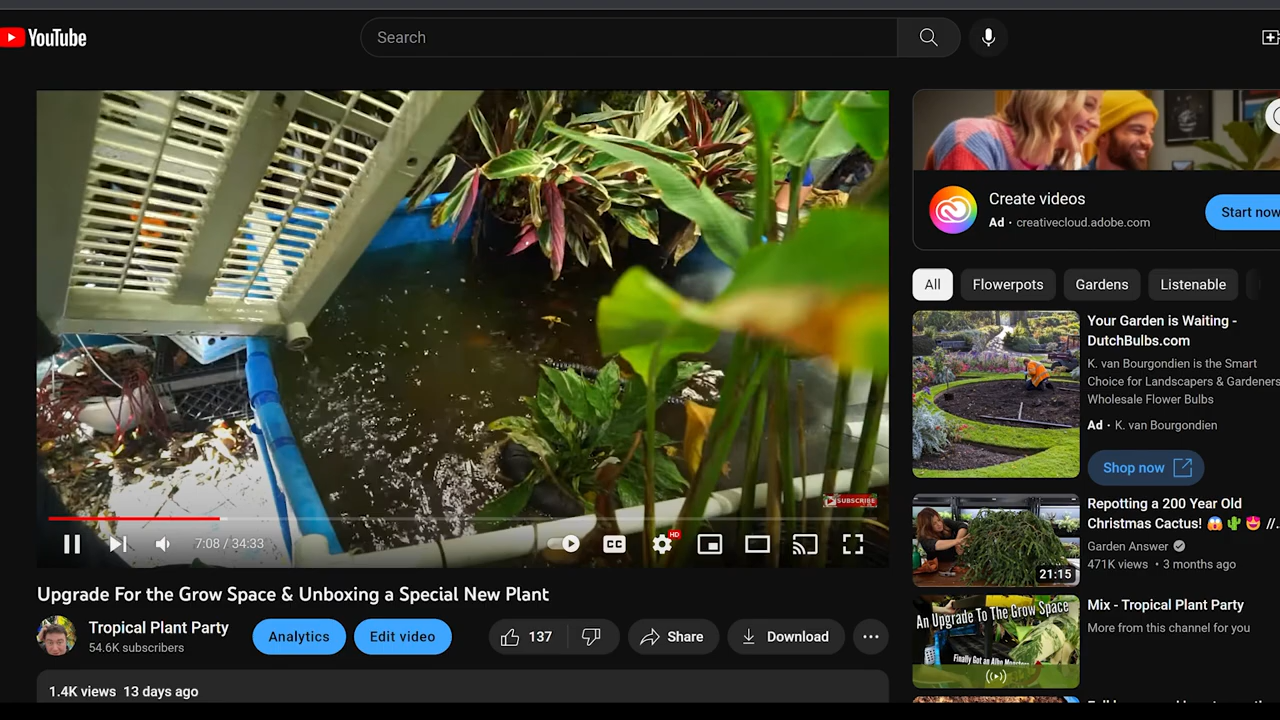 YouTube
Search
SUBSCRIBE
7:08 / 34:33
CC
HD
Upgrade For the Grow Space & Unboxing a Special New Plant
Tropical Plant Party
54.6K subscribers
Analytics
Edit video
137
Share
Download
1.4K views 13 days ago
Create videos
Ad · creativecloud.adobe.com
Start now
All
Flowerpots
Gardens
Listenable
Your Garden is Waiting -
DutchBulbs.com
K. van Bourgondien is the Smart
Choice for Landscapers & Gardeners
Wholesale Flower Bulbs
Ad · K. van Bourgondien
Shop now
21:15
Repotting a 200 Year Old
Christmas Cactus! 😱 🌵 😍 //...
Garden Answer
471K views · 3 months ago
An Upgrade To The Grow Space
Finally Got an Albo
Mix - Tropical Plant Party
More from this channel for you